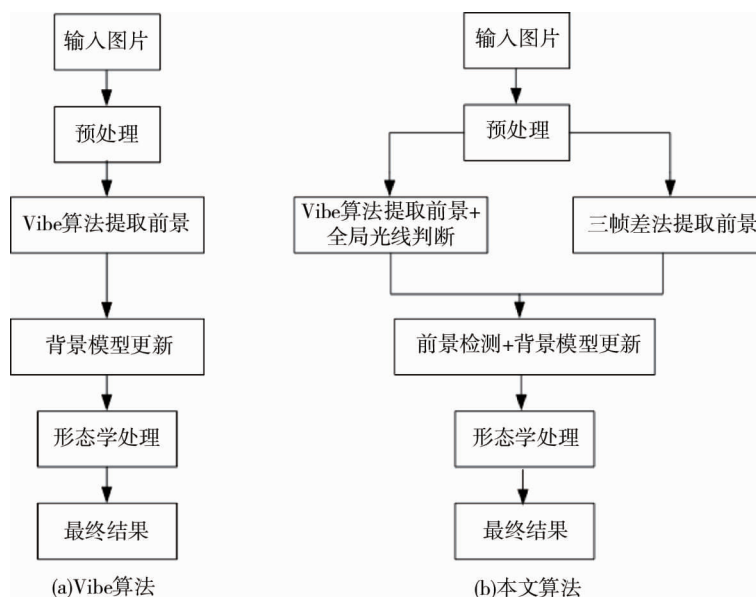 输入图片
预处理
Vibe算法提取前景
背景模型更新
形态学处理
最终结果
(a)Vibe算法
输入图片
预处理
Vibe算法提取前景+
全局光线判断
三帧差法提取前景
前景检测+背景模型更新
形态学处理
最终结果
(b)本文算法